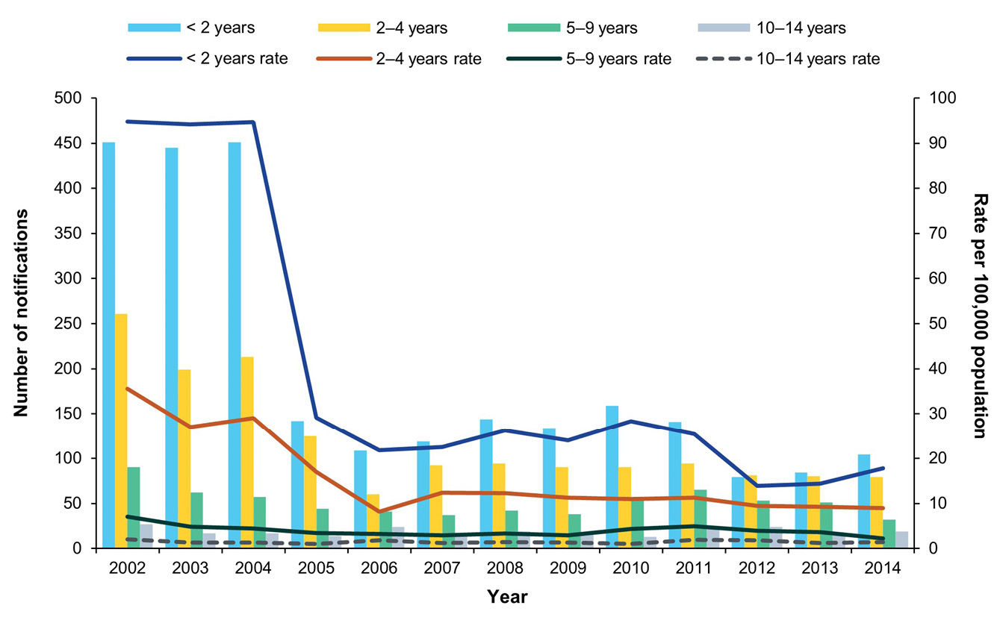 < 2 years 2–4 years 5–9 years 10–14 years
< 2 years rate 2–4 years rate 5–9 years rate 10–14 years rate
500 100
450 90
400 80
350 70
300 60
250 50
200 40
150 30
100 20
50 10
0 0
Number of notifications
Rate per 100,000 population
2002 2003 2004 2005 2006 2007 2008 2009 2010 2011 2012 2013 2014
Year